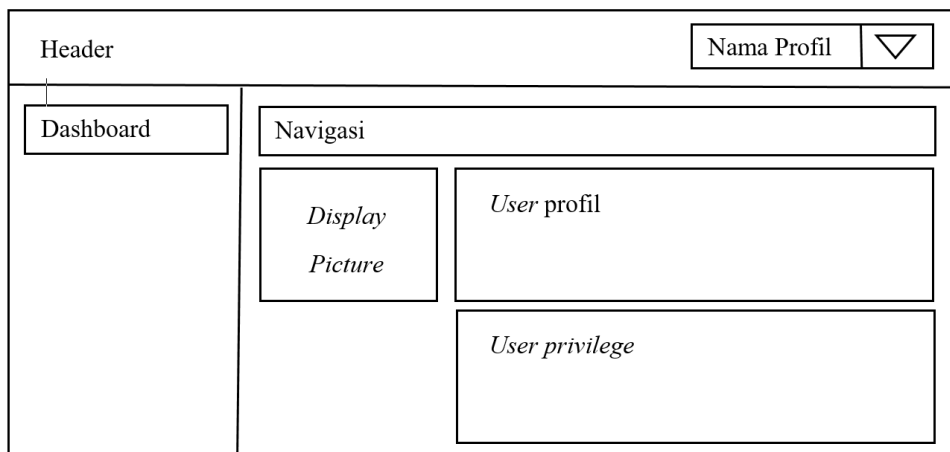 Header
Nama Profil
Dashboard
Navigasi
Display
Picture
User profil
User privilege